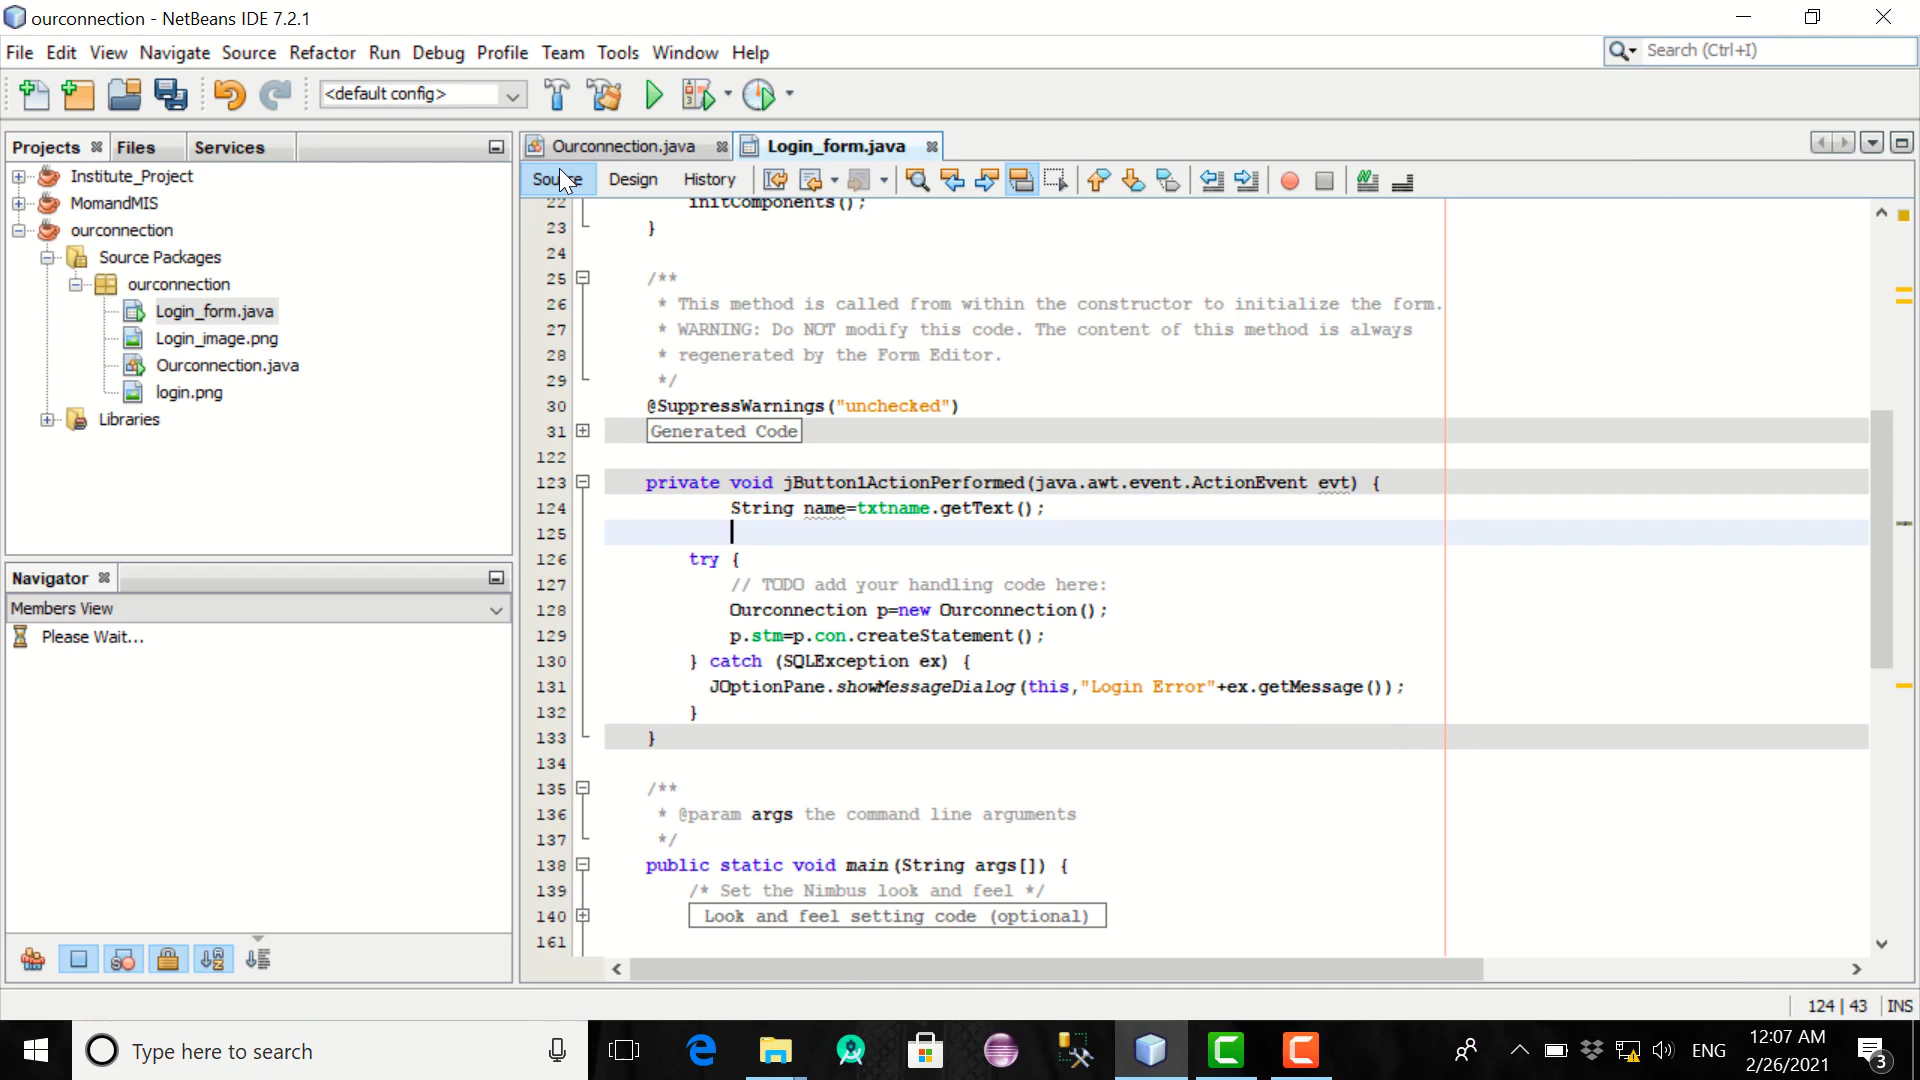 ourconnection - NetBeans IDE 7.2.1
File Edit View Navigate Source Refactor Run Debug Profile Team Tools Window Help
Search (Ctrl+I)
<default config>
Projects Files Services
Ourconnection.java Login_form.java
Source Design History
Institute_Project
MomandMIS
ourconnection
Source Packages
ourconnection
Login_form.java
Login_image.png
Ourconnection.java
login.png
Libraries
Navigator
Members View
Please Wait...
22 initComponents();
23 }
24
25 /**
26 * This method is called from within the constructor to initialize the form.
27 * WARNING: Do NOT modify this code. The content of this method is always
28 * regenerated by the Form Editor.
29 */
30 @SuppressWarnings("unchecked")
31 Generated Code
122
123 private void jButton1ActionPerformed(java.awt.event.ActionEvent evt) {
124 String name=txtname.getText();
125
126 try {
127 // TODO add your handling code here:
128 Ourconnection p=new Ourconnection();
129 p.stm=p.con.createStatement();
130 } catch (SQLException ex) {
131 JOptionPane.showMessageDialog(this,"Login Error"+ex.getMessage());
132 }
133 }
134
135 /**
136 * @param args the command line arguments
137 */
138 public static void main(String args[]) {
139 /* Set the Nimbus look and feel */
140 Look and feel setting code (optional)
161
124 | 43 INS
Type here to search
ENG
12:07 AM
2/26/2021
3